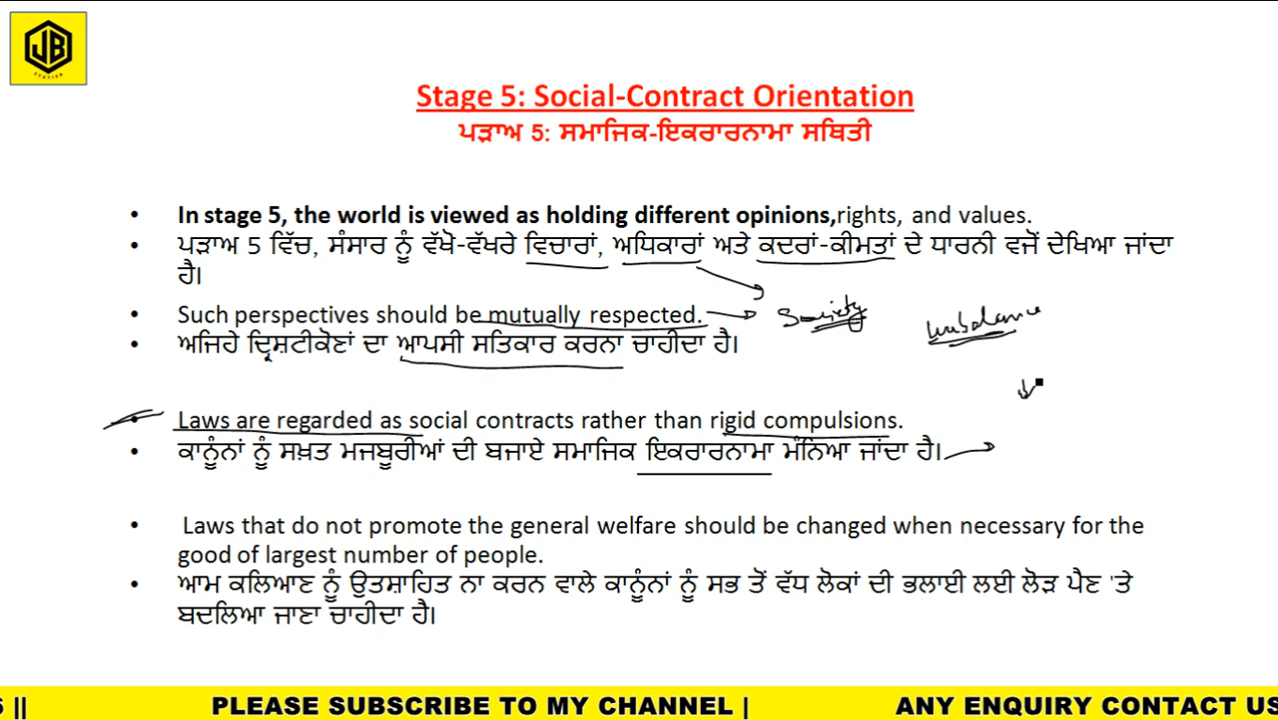 JB
Stage 5: Social-Contract Orientation
ਪੜਾਅ 5: ਸਮਾਜਿਕ-ਇਕਰਾਰਨਾਮਾ ਸਥਿਤੀ
• In stage 5, the world is viewed as holding different opinions,rights, and values.
• ਪੜਾਅ 5 ਵਿੱਚ, ਸੰਸਾਰ ਨੂੰ ਵੱਖੋ-ਵੱਖਰੇ ਵਿਚਾਰਾਂ, ਅਧਿਕਾਰਾਂ ਅਤੇ ਕਦਰਾਂ-ਕੀਮਤਾਂ ਦੇ ਧਾਰਨੀ ਵਜੋਂ ਦੇਖਿਆ ਜਾਂਦਾ
ਹੈ।
• Such perspectives should be mutually respected. Society
• ਅਜਿਹੇ ਦ੍ਰਿਸ਼ਟੀਕੋਣਾਂ ਦਾ ਆਪਸੀ ਸਤਿਕਾਰ ਕਰਨਾ ਚਾਹੀਦਾ ਹੈ।
• Laws are regarded as social contracts rather than rigid compulsions.
• ਕਾਨੂੰਨਾਂ ਨੂੰ ਸਖ਼ਤ ਮਜਬੂਰੀਆਂ ਦੀ ਬਜਾਏ ਸਮਾਜਿਕ ਇਕਰਾਰਨਾਮਾ ਮੰਨਿਆ ਜਾਂਦਾ ਹੈ।
• Laws that do not promote the general welfare should be changed when necessary for the
good of largest number of people.
• ਆਮ ਕਲਿਆਣ ਨੂੰ ਉਤਸ਼ਾਹਿਤ ਨਾ ਕਰਨ ਵਾਲੇ ਕਾਨੂੰਨਾਂ ਨੂੰ ਸਭ ਤੋਂ ਵੱਧ ਲੋਕਾਂ ਦੀ ਭਲਾਈ ਲਈ ਲੋੜ ਪੈਣ 'ਤੇ
ਬਦਲਿਆ ਜਾਣਾ ਚਾਹੀਦਾ ਹੈ।
|| PLEASE SUBSCRIBE TO MY CHANNEL | ANY ENQUIRY CONTACT US